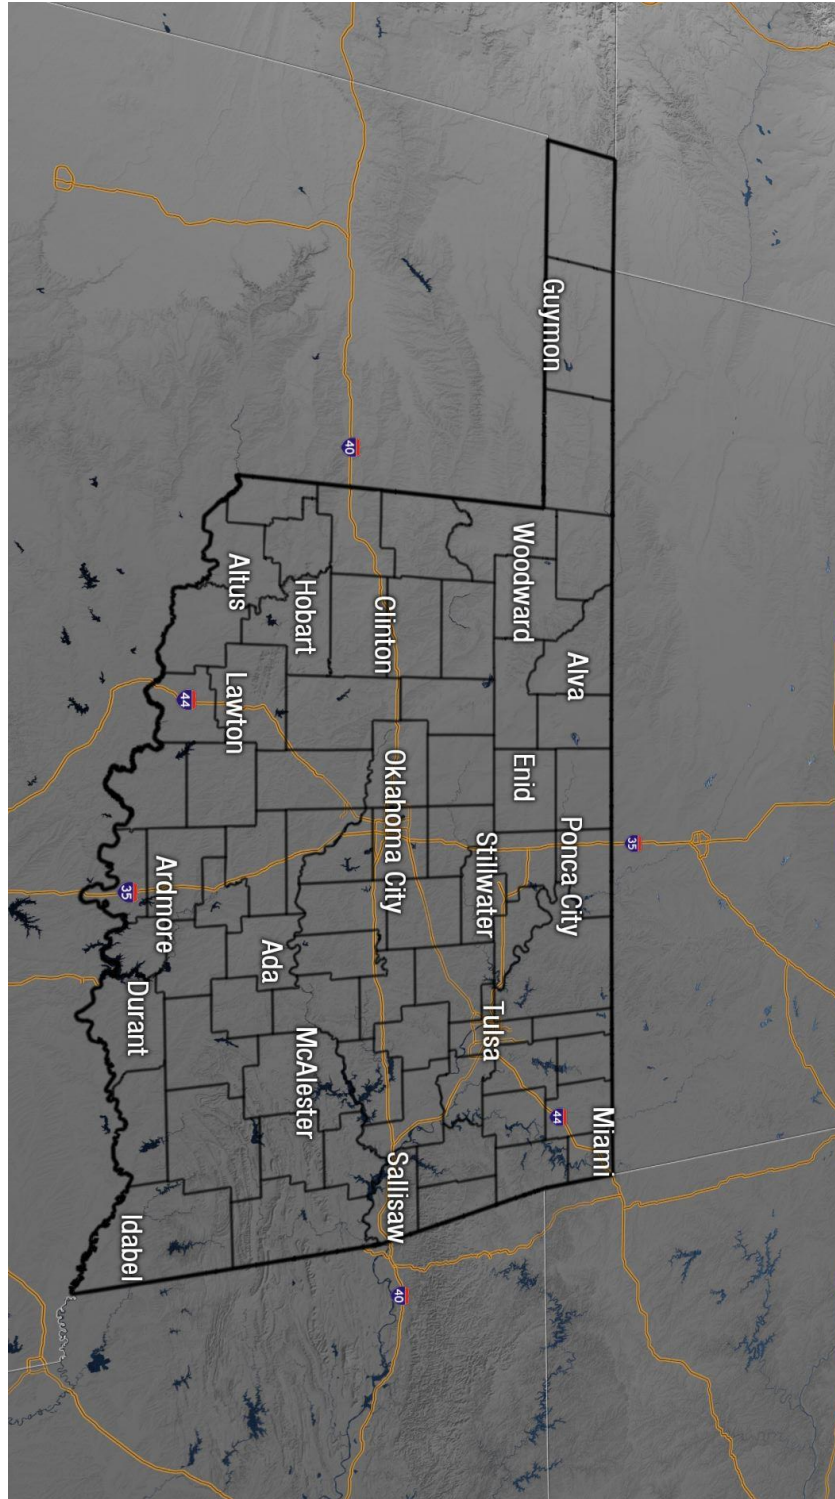 Guymon
Woodward
Alva
Enid
Ponca City
Miami
Stillwater
Tulsa
Clinton
Oklahoma City
Sallisaw
Hobart
Altus
Lawton
Ada
McAlester
Ardmore
Durant
Idabel
40
44
35
35
44
40